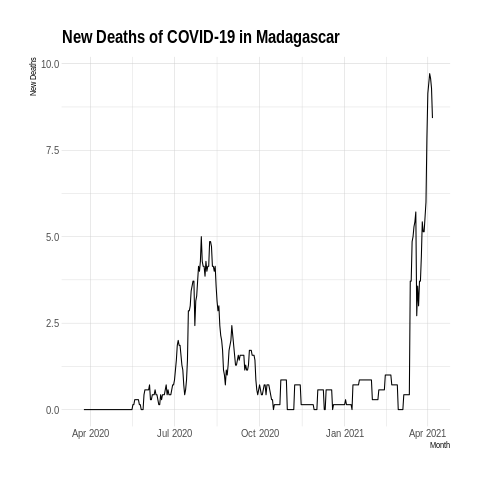 New Deaths of COVID-19 in Madagascar
New Deaths
10.0
7.5
5.0
2.5
0.0
Apr 2020 Jul 2020 Oct 2020 Jan 2021 Apr 2021
Month